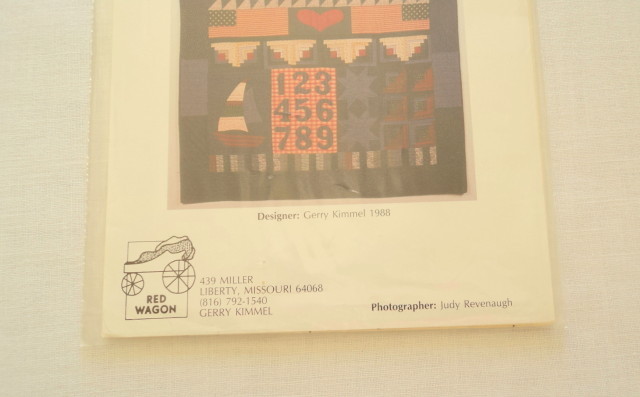 123
456
789
Designer: Gerry Kimmel 1988
RED
WAGON
439 MILLER
LIBERTY, MISSOURI 64068
(816) 792-1540
GERRY KIMMEL
Photographer: Judy Revenaugh